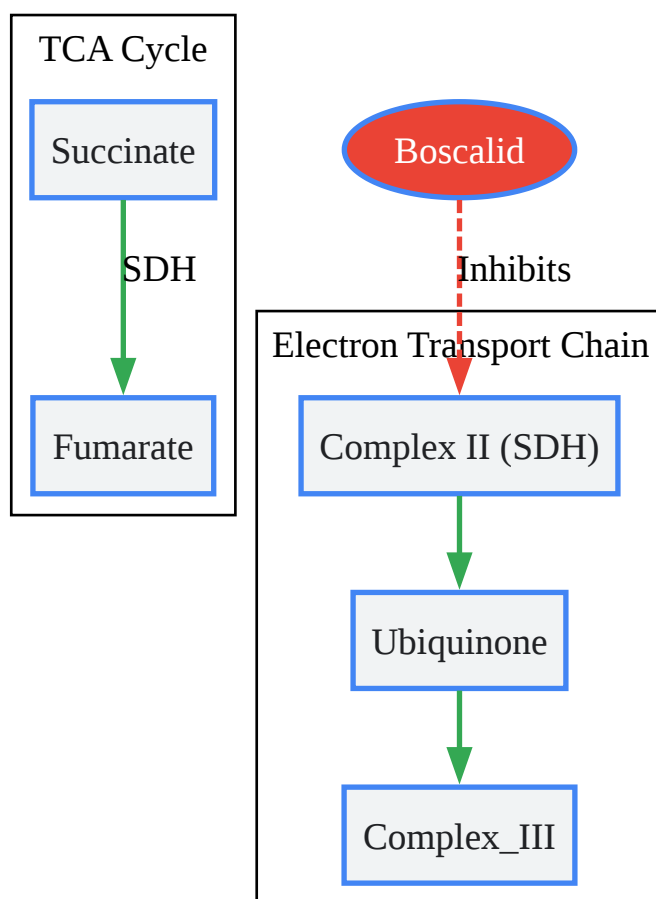 TCA Cycle
Succinate
SDH
Fumarate
Boscalid
Inhibits
Electron Transport Chain
Complex II (SDH)
Ubiquinone
Complex_III